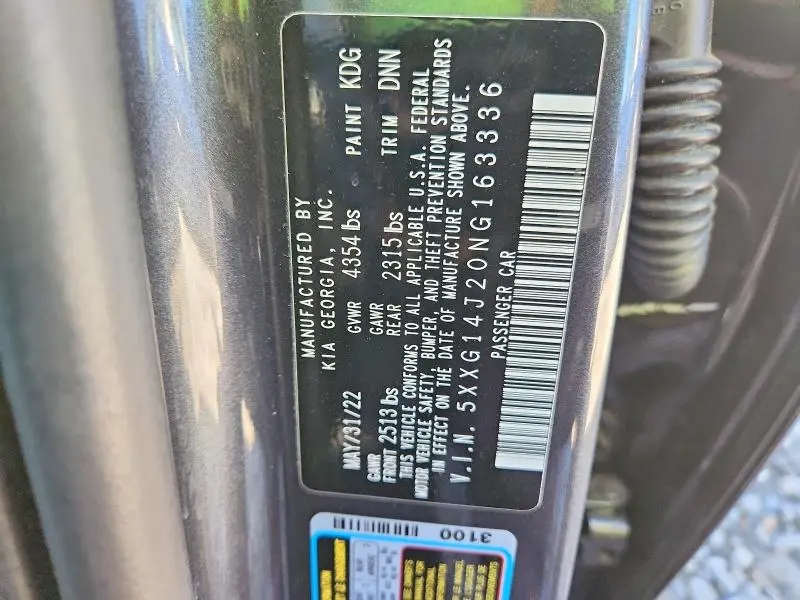 MANUFACTURED BY
KIA GEORGIA, INC.
MAY/31/22 GVWR 4354 lbs PAINT KDG
GAWR GAWR
FRONT 2513 lbs REAR 2315 lbs TRIM DNN
THIS VEHICLE CONFORMS TO ALL APPLICABLE U.S.A. FEDERAL
MOTOR VEHICLE SAFETY, BUMPER, AND THEFT PREVENTION STANDARDS
IN EFFECT ON THE DATE OF MANUFACTURE SHOWN ABOVE.
V.I.N. 5XXG14J20NG163336
PASSENGER CAR
3100